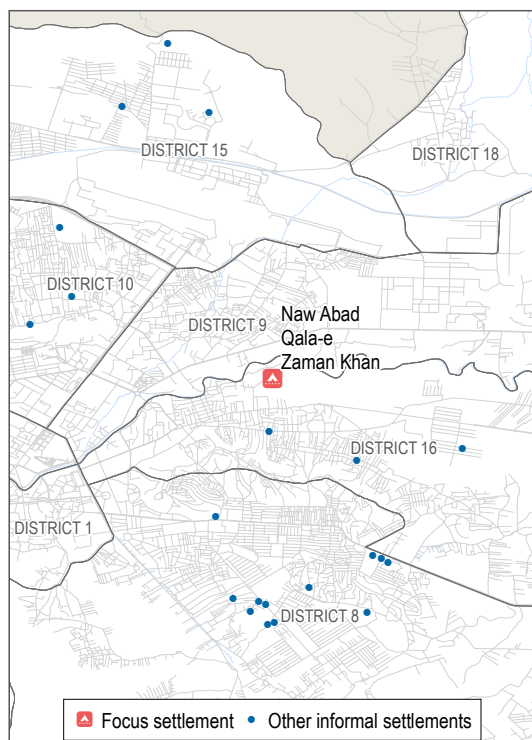 DISTRICT 15
DISTRICT 18
DISTRICT 10
DISTRICT 9
Naw Abad
Qala-e
Zaman Khan
DISTRICT 16
DISTRICT 1
DISTRICT 8
Focus settlement
Other informal settlements